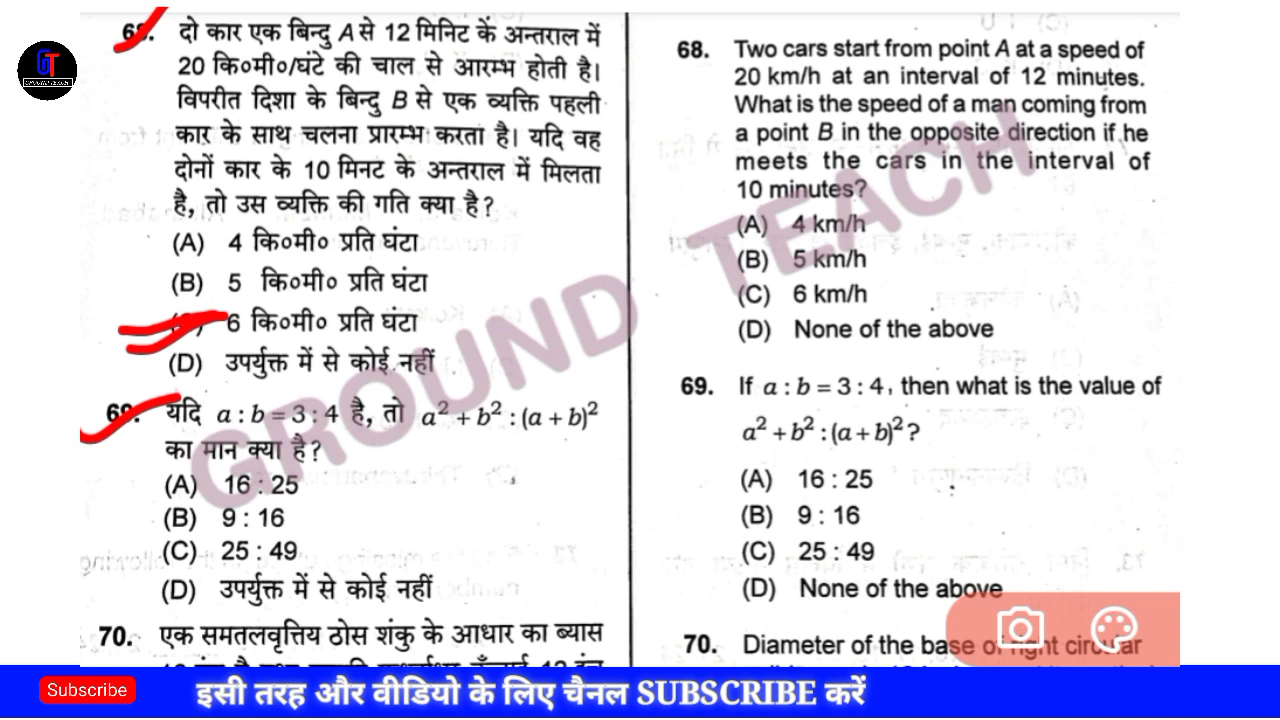 68. दो कार एक बिन्दु A से 12 मिनिट कें अन्तराल में
20 कि०मी०/घंटे की चाल से आरम्भ होती है।
विपरीत दिशा के बिन्दु B से एक व्यक्ति पहली
कार के साथ चलना प्रारम्भ करता है। यदि वह
दोनों कार के 10 मिनट के अन्तराल में मिलता
है, तो उस व्यक्ति की गति क्या है?
(A) 4 कि०मी० प्रति घंटा
(B) 5 कि०मी० प्रति घंटा
(C) 6 कि०मी० प्रति घंटा
(D) उपर्युक्त में से कोई नहीं
69. यदि a : b = 3 : 4 है, तो a² + b² : (a + b)²
का मान क्या है?
(A) 16 : 25
(B) 9 : 16
(C) 25 : 49
(D) उपर्युक्त में से कोई नहीं
70. एक समतलवृत्तिय ठोस शंकु के आधार का ब्यास
68. Two cars start from point A at a speed of
20 km/h at an interval of 12 minutes.
What is the speed of a man coming from
a point B in the opposite direction if he
meets the cars in the interval of
10 minutes?
(A) 4 km/h
(B) 5 km/h
(C) 6 km/h
(D) None of the above
69. If a : b = 3 : 4, then what is the value of
a² + b² : (a + b)²?
(A) 16 : 25
(B) 9 : 16
(C) 25 : 49
(D) None of the above
70. Diameter of the base of right circular
GROUND TEACH
GT
Subscribe
इसी तरह और वीडियो के लिए चैनल SUBSCRIBE करें